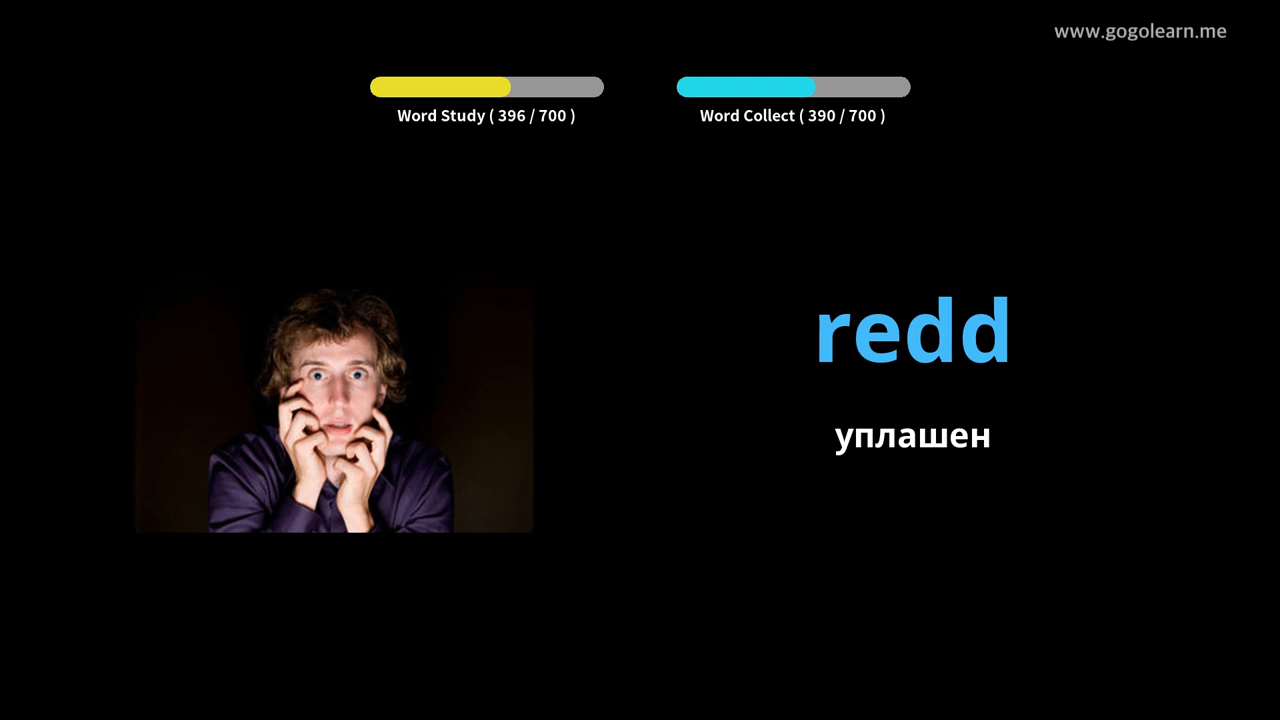 www.gogolearn.me
Word Study ( 396 / 700 )
Word Collect ( 390 / 700 )
redd
уплашен